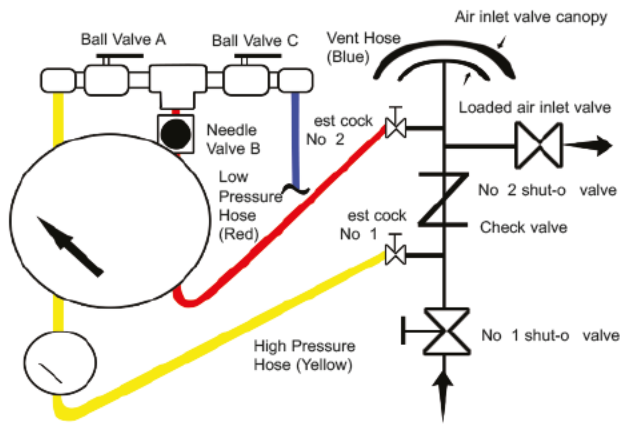 Air inlet valve canopy
Ball Valve A
Ball Valve C
Vent Hose
(Blue)
Loaded air inlet valve
est cock
No 2
Needle
Valve B
Low
Pressure
Hose
(Red)
No 2 shut-o valve
est cock
No 1
Check valve
High Pressure
Hose (Yellow)
No 1 shut-o valve